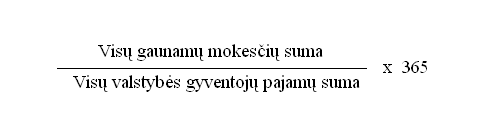 Visų gaunamų mokesčių suma
x 365
Visų valstybės gyventojų pajamų suma